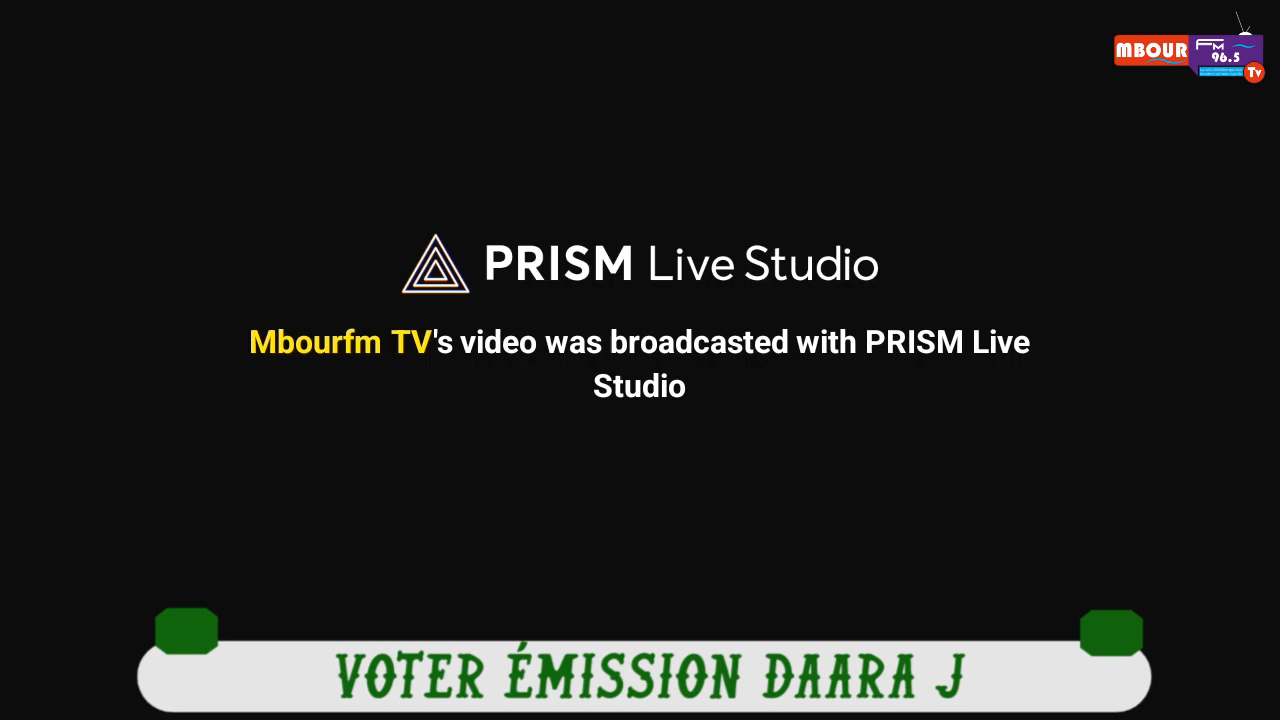 MBOUR
FM
96.5
Tv
PRISM Live Studio
Mbourfm TV's video was broadcasted with PRISM Live
Studio
VOTER ÉMISSION DAARA J